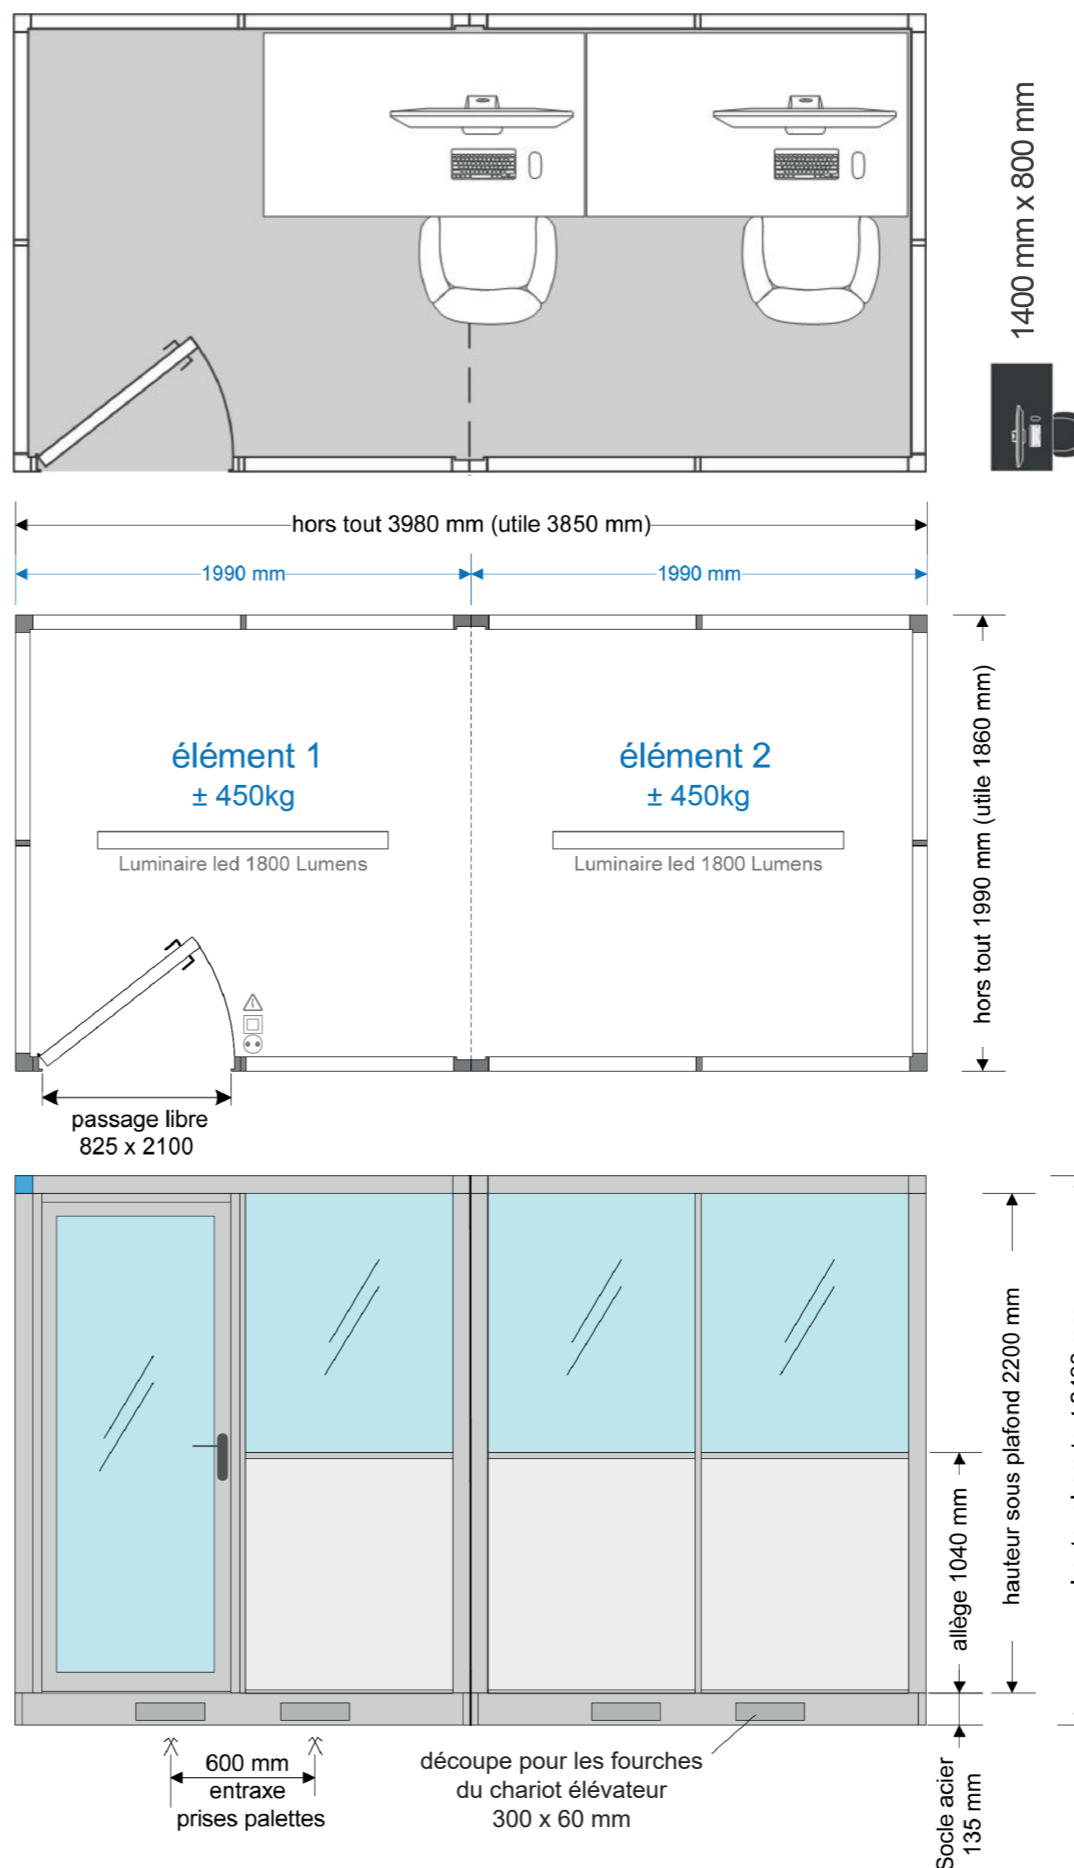 1400 mm x 800 mm
hors tout 3980 mm (utile 3850 mm)
1990 mm
1990 mm
élément 1
± 450kg
élément 2
± 450kg
Luminaire led 1800 Lumens
Luminaire led 1800 Lumens
hors tout 1990 mm (utile 1860 mm)
passage libre
825 x 2100
hauteur sous plafond 2200 mm
allège 1040 mm
Socle acier
135 mm
600 mm
entraxe
prises palettes
découpe pour les fourches
du chariot élévateur
300 x 60 mm